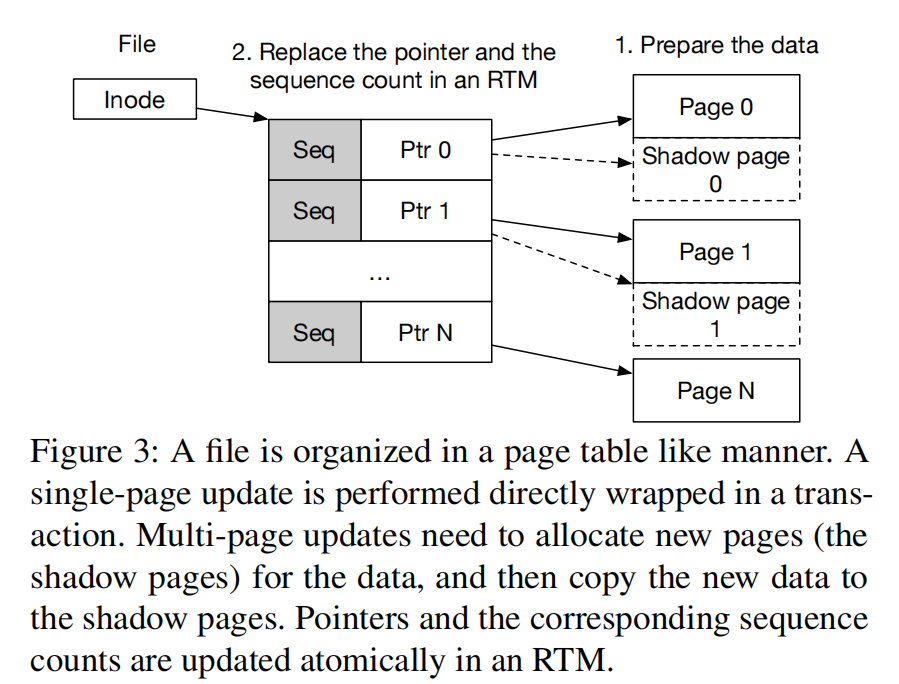 File
Inode
2. Replace the pointer and the
sequence count in an RTM
Seq
Ptr 0
Seq
Ptr 1
...
Seq
Ptr N
1. Prepare the data
Page 0
Shadow page
0
Page 1
Shadow page
1
Page N
Figure 3: A file is organized in a page table like manner. A
single-page update is performed directly wrapped in a trans-
action. Multi-page updates need to allocate new pages (the
shadow pages) for the data, and then copy the new data to
the shadow pages. Pointers and the corresponding sequence
counts are updated atomically in an RTM.